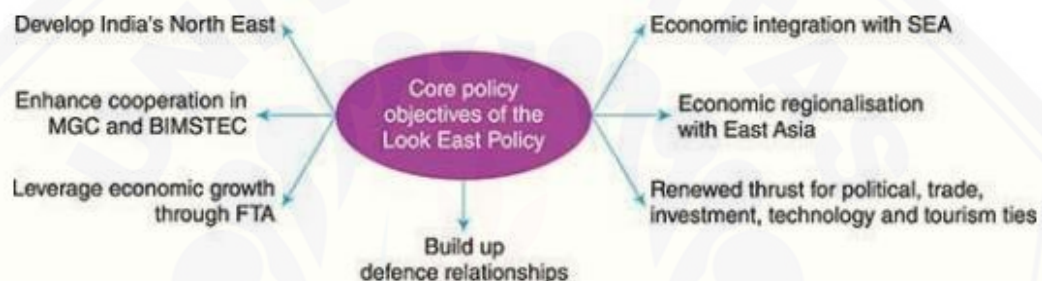 Develop India's North East
Enhance cooperation in
MGC and BIMSTEC
Leverage economic growth
through FTA
Core policy
objectives of the
Look East Policy
Build up
defence relationships
Economic integration with SEA
Economic regionalisation
with East Asia
Renewed thrust for political, trade,
investment, technology and tourism ties